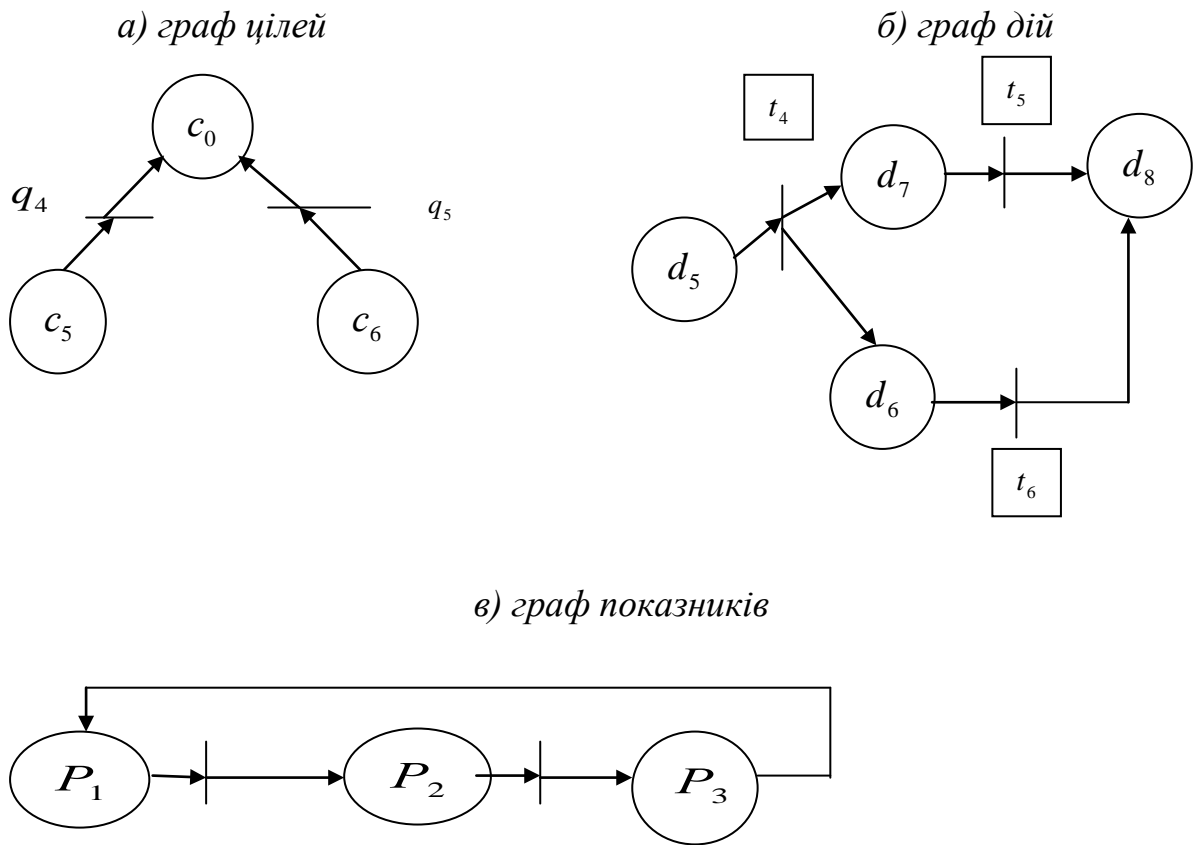 а) граф цілей
б) граф дій
c₀
q₄
q₅
c₅
c₆
t₄
t₅
d₇
d₈
d₅
d₆
t₆
в) граф показників
P₁
P₂
P₃